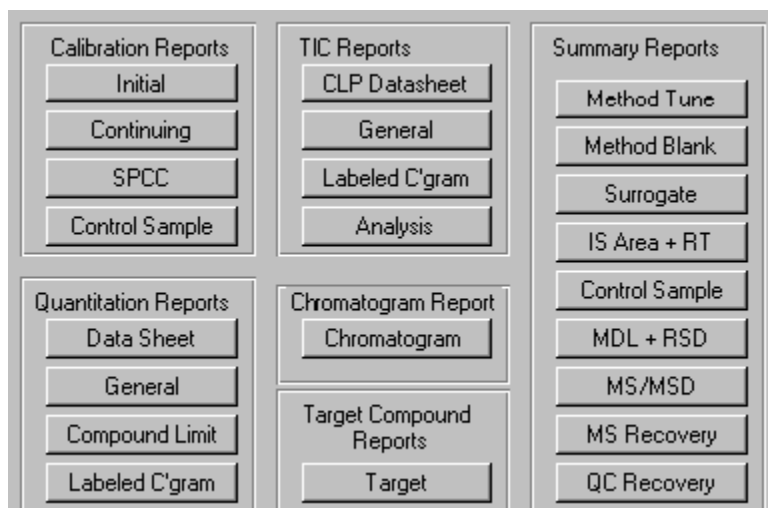 Calibration Reports
Initial
Continuing
SPCC
Control Sample
TIC Reports
CLP Datasheet
General
Labeled C'gram
Analysis
Summary Reports
Method Tune
Method Blank
Surrogate
IS Area + RT
Control Sample
MDL + RSD
MS/MSD
MS Recovery
QC Recovery
Quantitation Reports
Data Sheet
General
Compound Limit
Labeled C'gram
Chromatogram Report
Chromatogram
Target Compound
Reports
Target